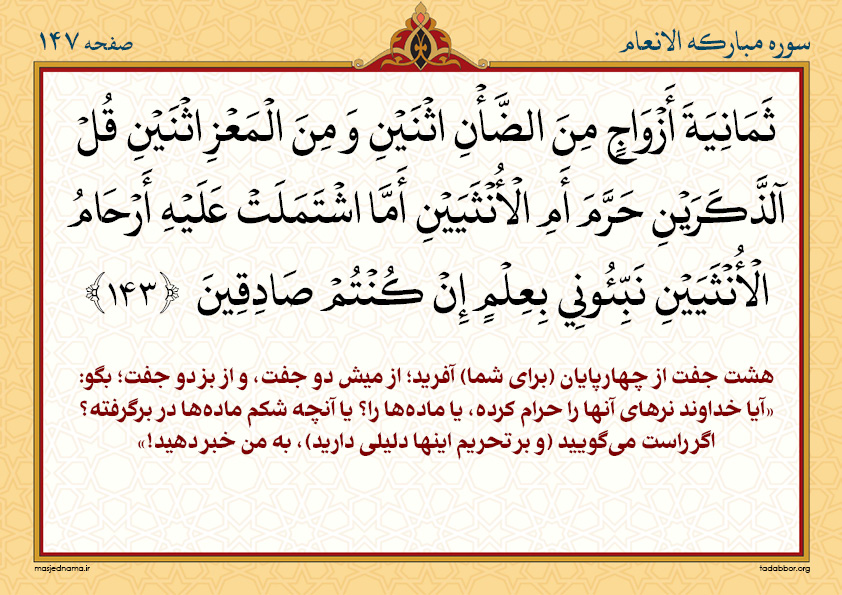 سوره مبارکه الانعام
صفحه ۱۴۷
ثَمَانِيَةَ أَزْوَاجٍ مِنَ الضَّأْنِ اثْنَيْنِ وَ مِنَ الْمَعْزِ اثْنَيْنِ قُلْ
آلذَّكَرَيْنِ حَرَّمَ أَمِ الْأُنْثَيَيْنِ أَمَّا اشْتَمَلَتْ عَلَيْهِ أَرْحَامُ
الْأُنْثَيَيْنِ نَبِّئُونِي بِعِلْمٍ إِنْ كُنْتُمْ صَادِقِينَ ﴿۱۴۳﴾
هشت جفت از چهارپایان (برای شما) آفرید؛ از میش دو جفت، و از بز دو جفت؛ بگو:
«آیا خداوند نرهای آنها را حرام کرده، یا ماده‌ها را؟ یا آنچه شکم ماده‌ها در برگرفته؟
اگر راست می‌گویید (و بر تحریم اینها دلیلی دارید)، به من خبر دهید!»
masjednama.ir
tadabbor.org